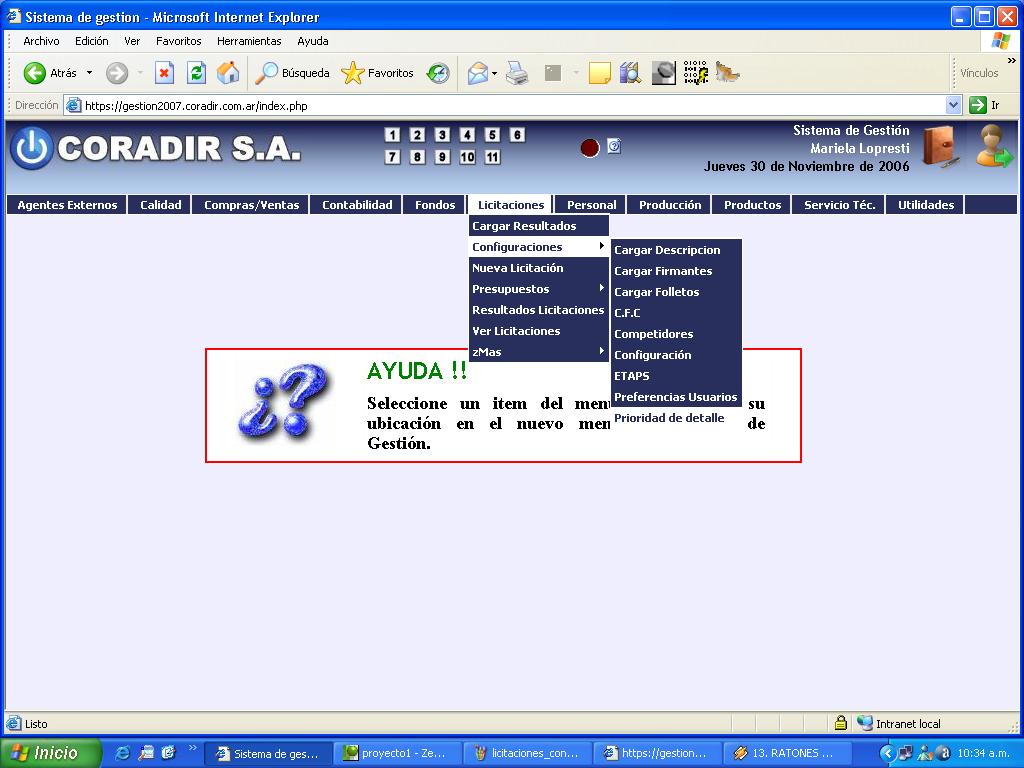 Sistema de gestion - Microsoft Internet Explorer
Archivo Edición Ver Favoritos Herramientas Ayuda
Atrás Búsqueda Favoritos Vínculos »
Dirección https://gestion2007.coradir.com.ar/index.php Ir
CORADIR S.A.
1 2 3 4 5 6
7 8 9 10 11
Sistema de Gestión
Mariela Lopresti
Jueves 30 de Noviembre de 2006
Agentes Externos Calidad Compras/Ventas Contabilidad Fondos Licitaciones Personal Producción Productos Servicio Téc. Utilidades
Cargar Resultados
Configuraciones
Nueva Licitación
Presupuestos
Resultados Licitaciones
Ver Licitaciones
zMas
Cargar Descripcion
Cargar Firmantes
Cargar Folletos
C.F.C
Competidores
Configuración
ETAPS
Preferencias Usuarios
Prioridad de detalle
¿?
AYUDA !!
Seleccione un item del men su
ubicación en el nuevo men de
Gestión.
Listo Intranet local
Inicio » Sistema de ges... proyecto1 - Ze... licitaciones_con... https://gestion... 13. RATONES ... 10:34 a.m.